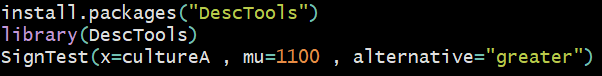 install.packages("DescTools")
library(DescTools)
SignTest(x=cultureA , mu=1100 , alternative="greater")